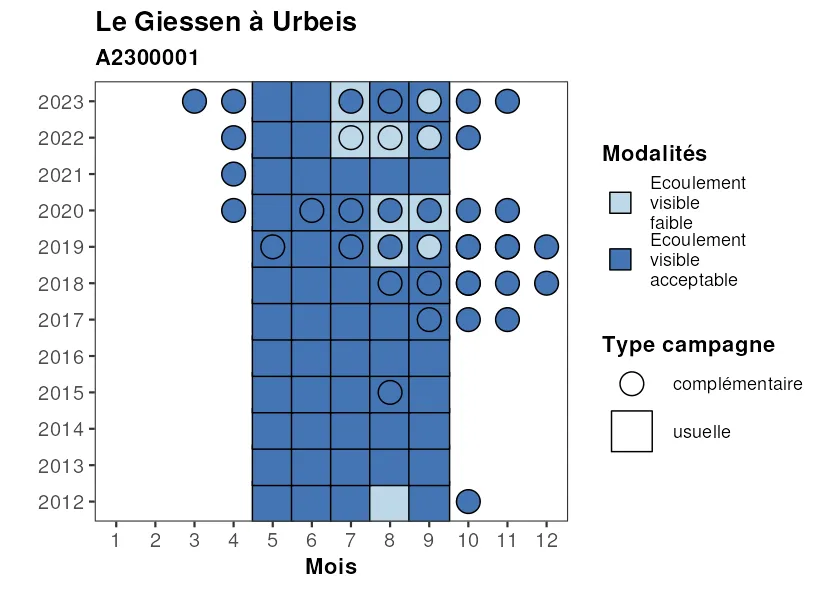 Le Giessen à Urbeis
A2300001
2023
2022
2021
2020
2019
2018
2017
2016
2015
2014
2013
2012
1 2 3 4 5 6 7 8 9 10 11 12
Mois
Modalités
Ecoulement
visible
faible
Ecoulement
visible
acceptable
Type campagne
complémentaire
usuelle